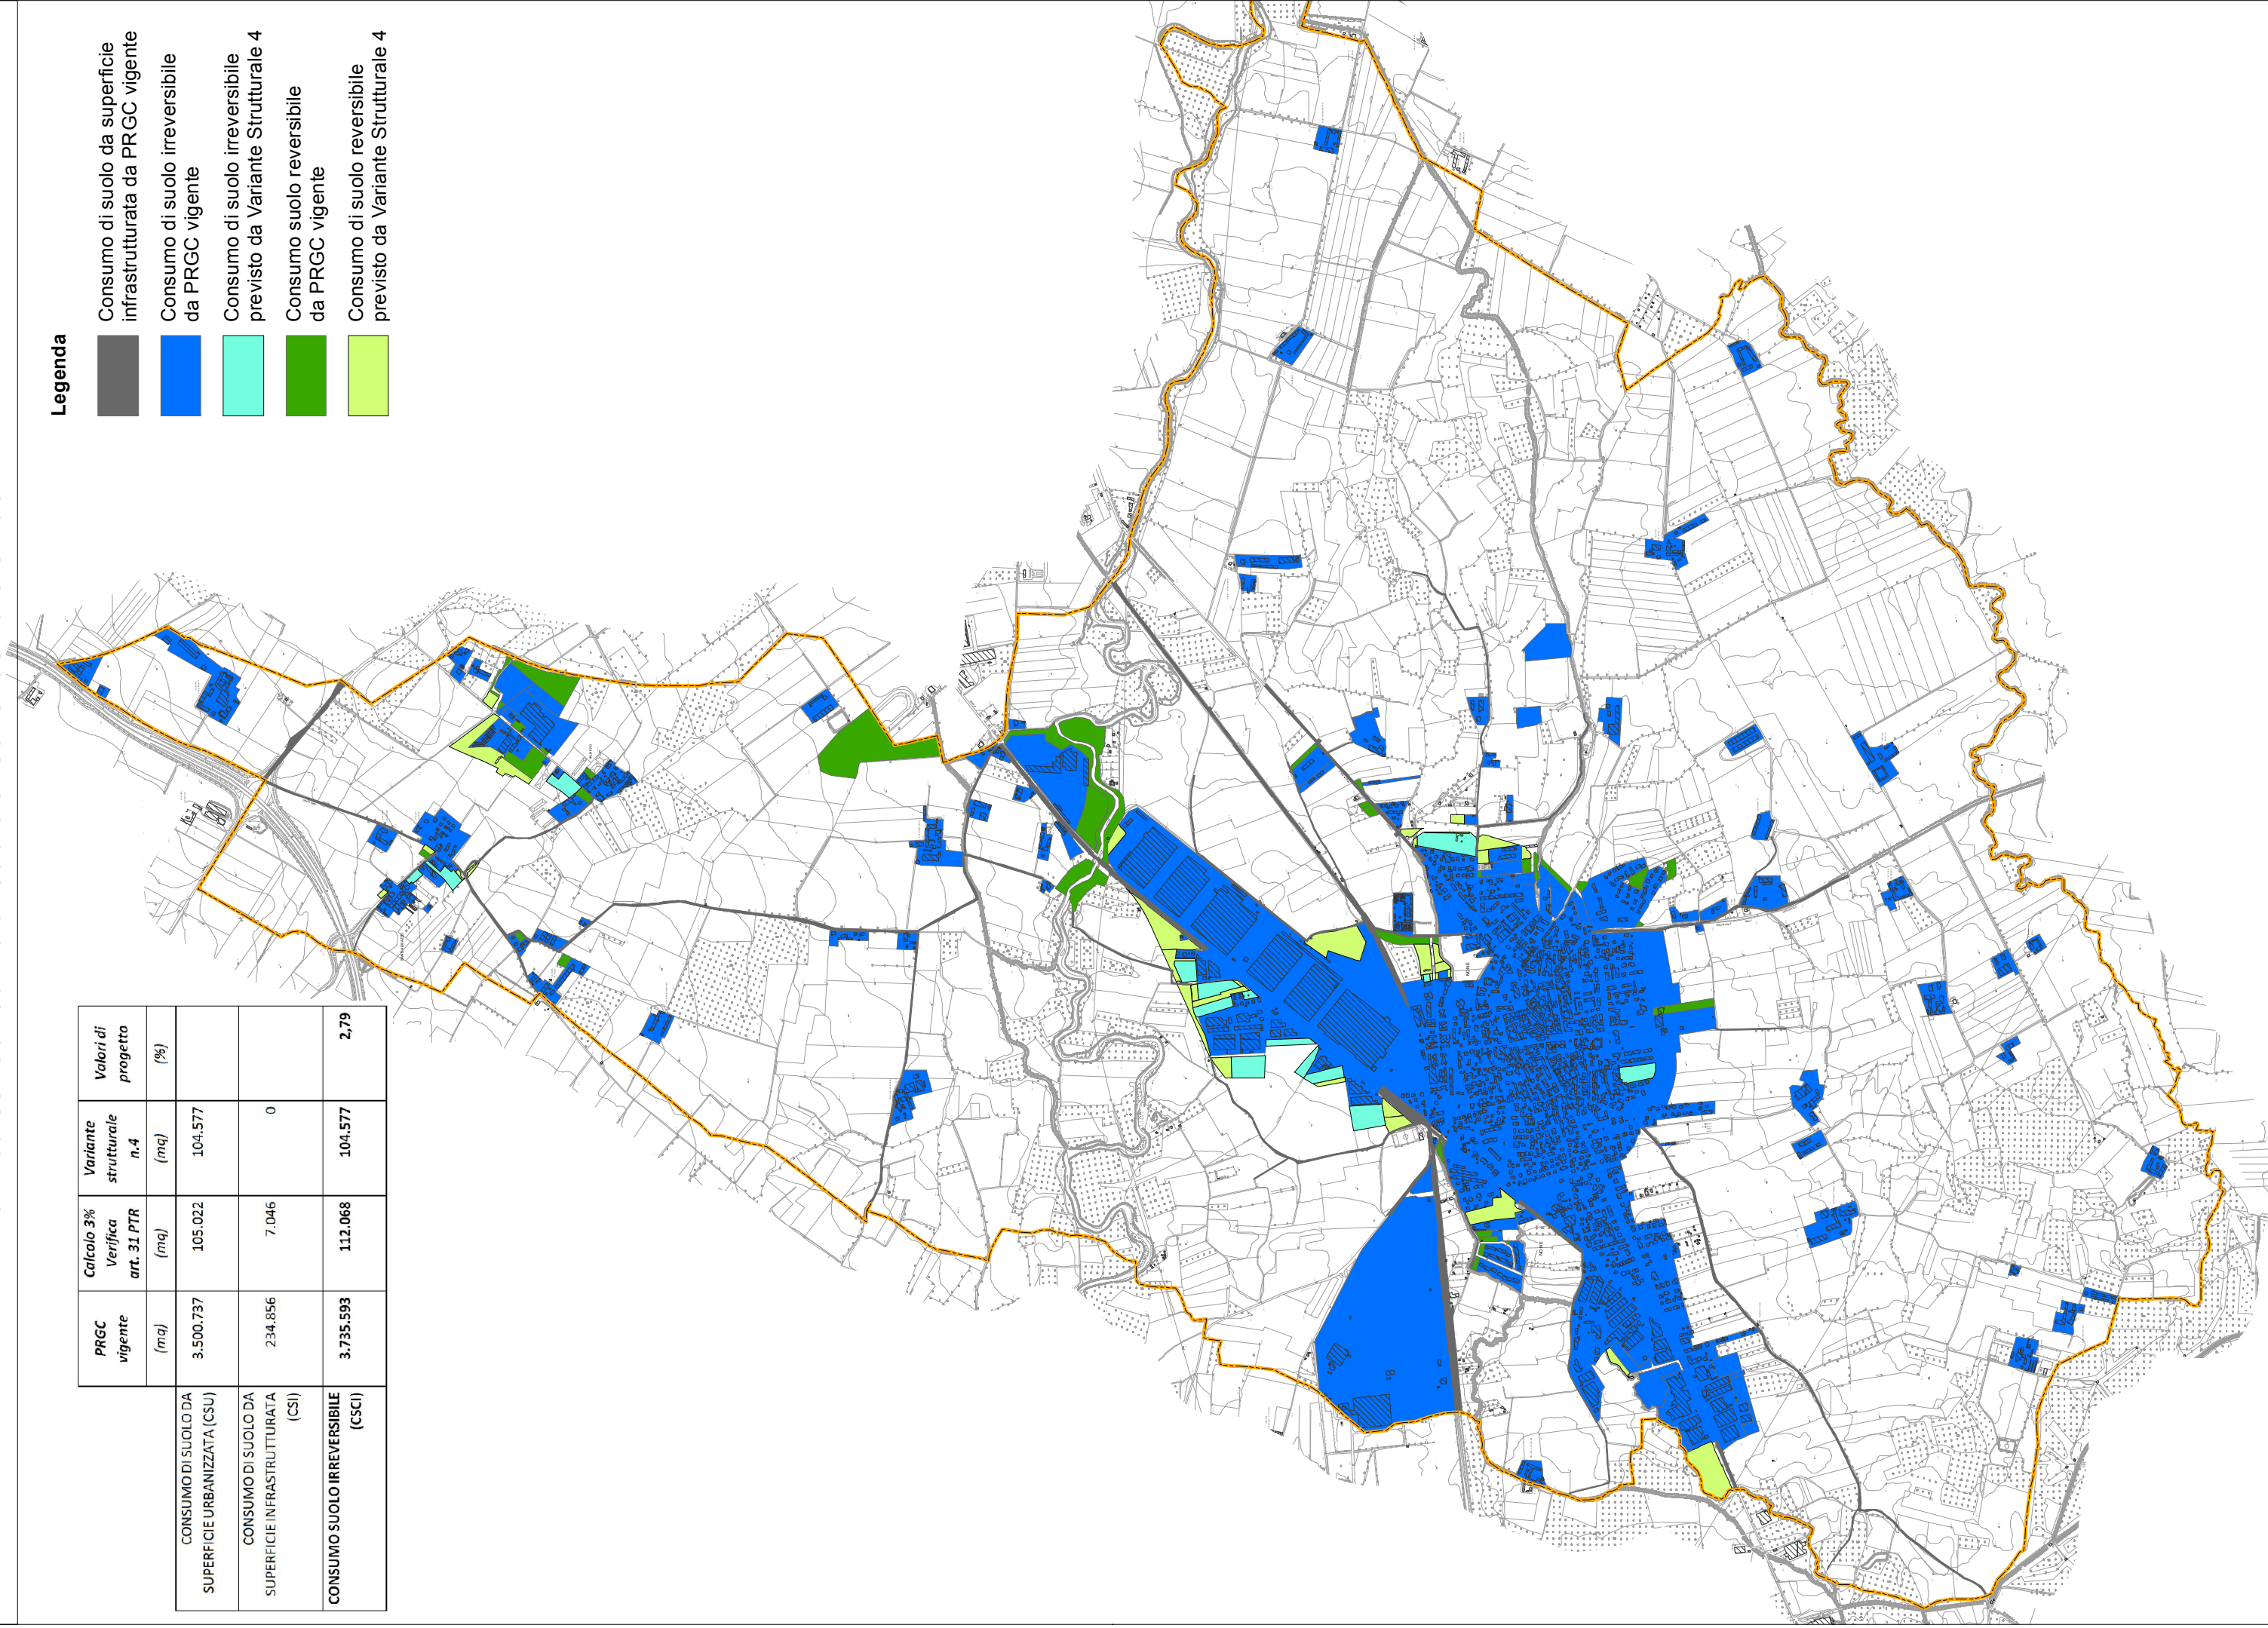 Legenda
Consumo di suolo da superficie
infrastrutturata da PRGC vigente
Consumo di suolo irreversibile
da PRGC vigente
Consumo di suolo irreversibile
previsto da Variante Strutturale 4
Consumo suolo reversibile
da PRGC vigente
Consumo di suolo reversibile
previsto da Variante Strutturale 4
PRGC
vigente
Calcolo 3%
Verifica
art. 31 PTR
Variante
strutturale
n.4
Valori di
progetto
(mq) (mq) (mq) (%)
CONSUMO DI SUOLO DA
SUPERFICIE URBANIZZATA (CSU)
3.500.737 105.022 104.577
CONSUMO DI SUOLO DA
SUPERFICIE INFRASTRUTTURATA
(CSI)
234.856 7.046 0
CONSUMO SUOLO IRREVERSIBILE
(CSCI)
3.735.593 112.068 104.577 2,79
NONE
NONE